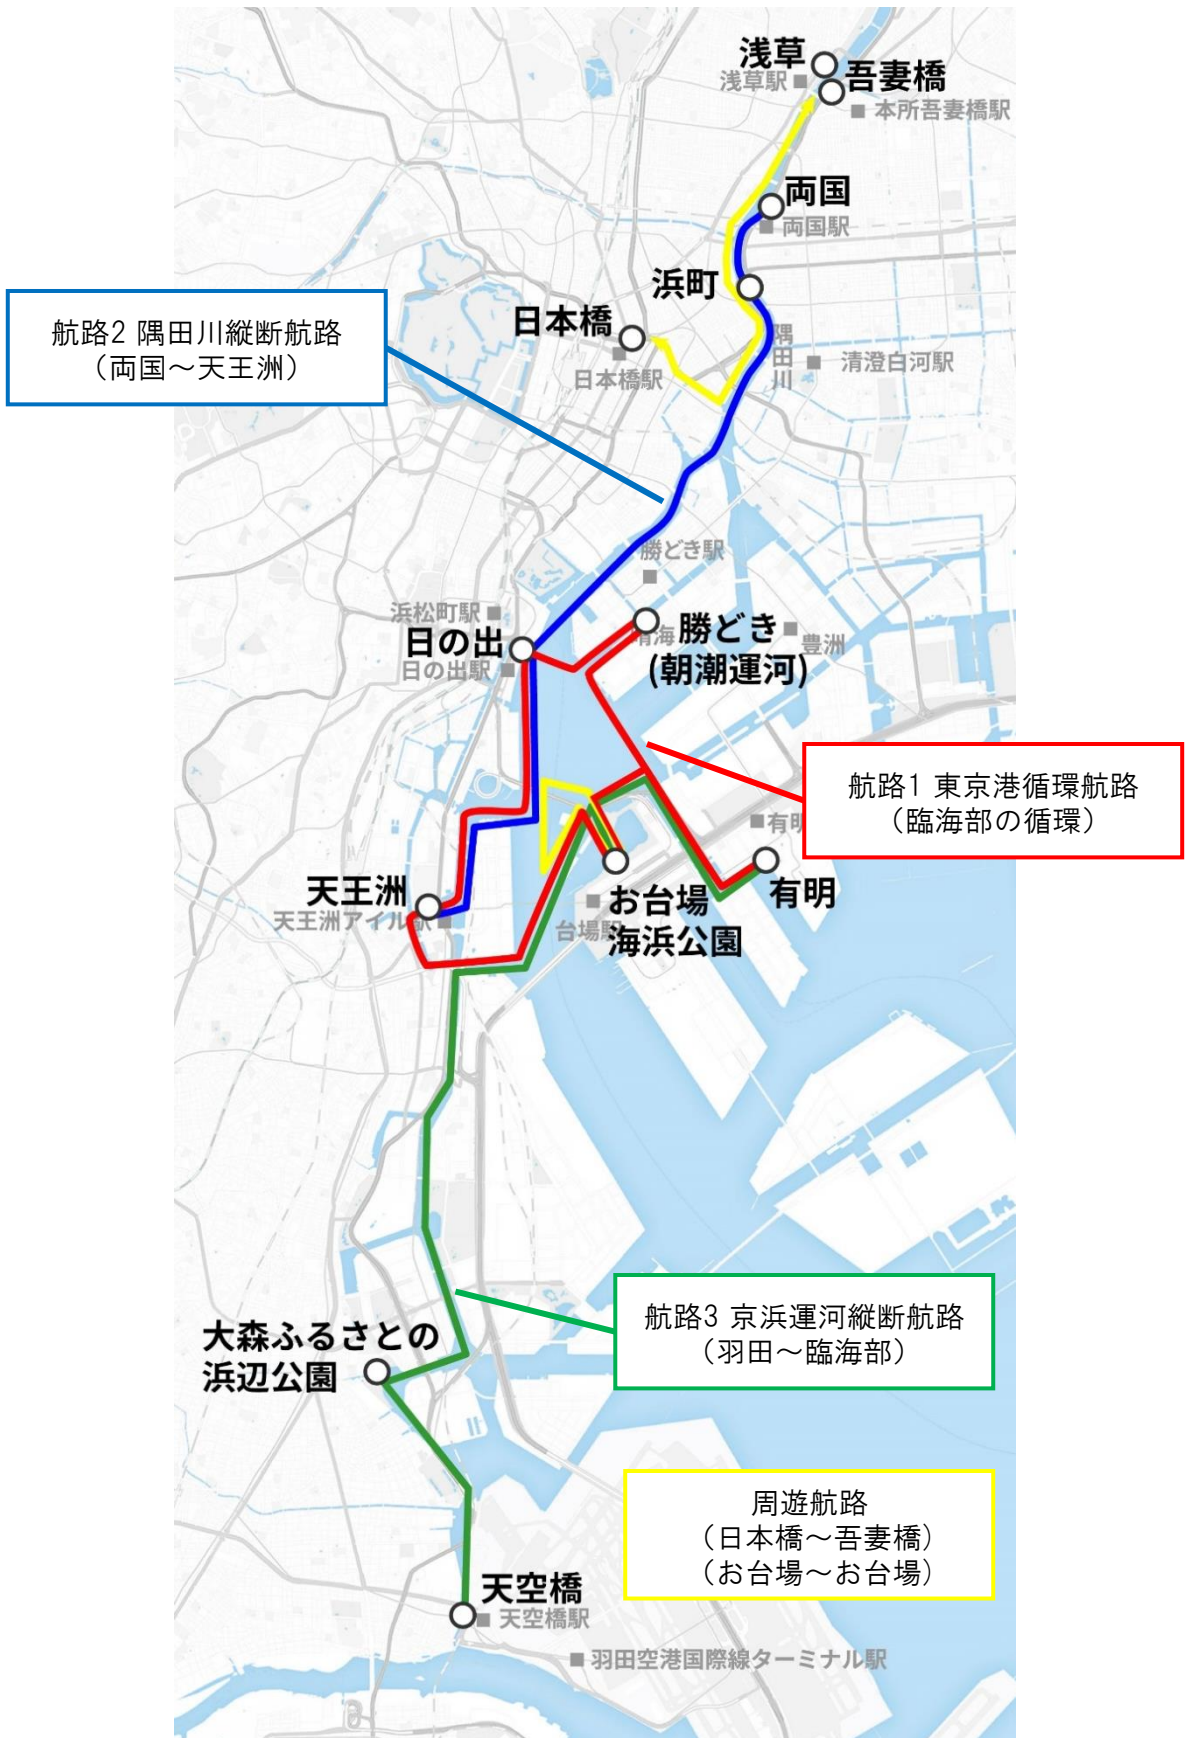 浅草
浅草駅
吾妻橋
本所吾妻橋駅
両国
両国駅
浜町
日本橋
日本橋駅
隅田川
清澄白河駅
航路2 隅田川縦断航路
（両国～天王洲）
勝どき駅
浜松町駅
日の出
日の出駅
晴海
勝どき
(朝潮運河)
豊洲
航路1 東京港循環航路
（臨海部の循環）
有明
お台場
海浜公園
台場駅
有明
天王洲
天王洲アイル駅
航路3 京浜運河縦断航路
（羽田～臨海部）
大森ふるさとの
浜辺公園
周遊航路
（日本橋～吾妻橋）
（お台場～お台場）
天空橋
天空橋駅
羽田空港国際線ターミナル駅